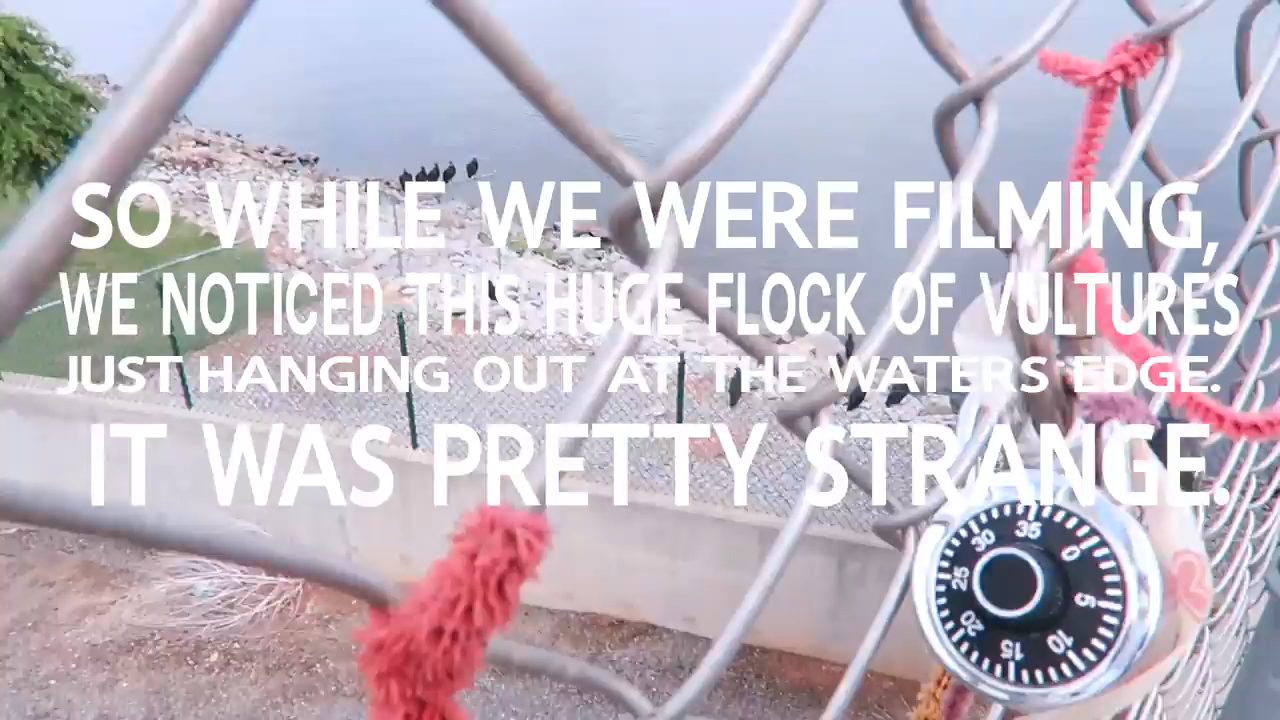 SO WHILE WE WERE FILMING,
WE NOTICED THIS HUGE FLOCK OF VULTURES
JUST HANGING OUT AT THE WATERS EDGE.
IT WAS PRETTY STRANGE.
30 35 0
25 5
20 15 10